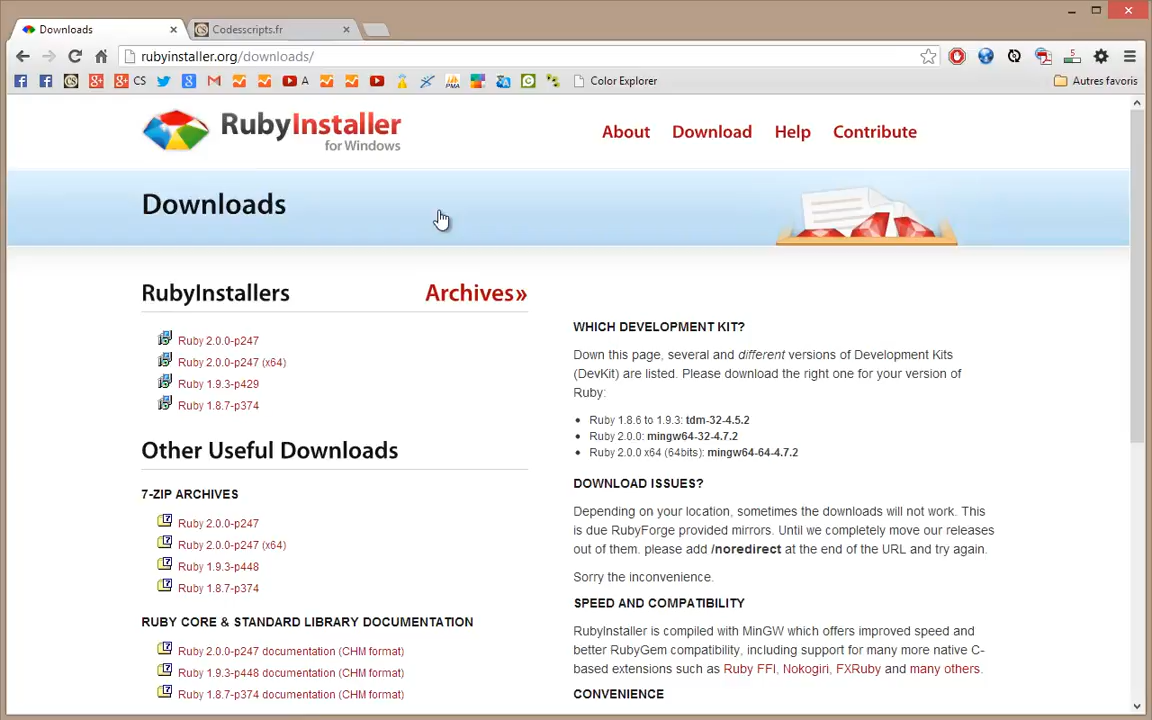 Downloads
Codesscripts.fr
rubyinstaller.org/downloads/
A
CS
PMA
Color Explorer
5
Autres favoris
RubyInstaller
for Windows
About
Download
Help
Contribute
Downloads
RubyInstallers
Archives»
Ruby 2.0.0-p247
Ruby 2.0.0-p247 (x64)
Ruby 1.9.3-p429
Ruby 1.8.7-p374
Other Useful Downloads
7-ZIP ARCHIVES
Ruby 2.0.0-p247
Ruby 2.0.0-p247 (x64)
Ruby 1.9.3-p448
Ruby 1.8.7-p374
RUBY CORE & STANDARD LIBRARY DOCUMENTATION
Ruby 2.0.0-p247 documentation (CHM format)
Ruby 1.9.3-p448 documentation (CHM format)
Ruby 1.8.7-p374 documentation (CHM format)
WHICH DEVELOPMENT KIT?
Down this page, several and different versions of Development Kits
(DevKit) are listed. Please download the right one for your version of
Ruby:
• Ruby 1.8.6 to 1.9.3: tdm-32-4.5.2
• Ruby 2.0.0: mingw64-32-4.7.2
• Ruby 2.0.0 x64 (64bits): mingw64-64-4.7.2
DOWNLOAD ISSUES?
Depending on your location, sometimes the downloads will not work. This
is due RubyForge provided mirrors. Until we completely move our releases
out of them. please add /noredirect at the end of the URL and try again.
Sorry the inconvenience.
SPEED AND COMPATIBILITY
RubyInstaller is compiled with MinGW which offers improved speed and
better RubyGem compatibility, including support for many more native C-
based extensions such as Ruby FFI, Nokogiri, FXRuby and many others.
CONVENIENCE